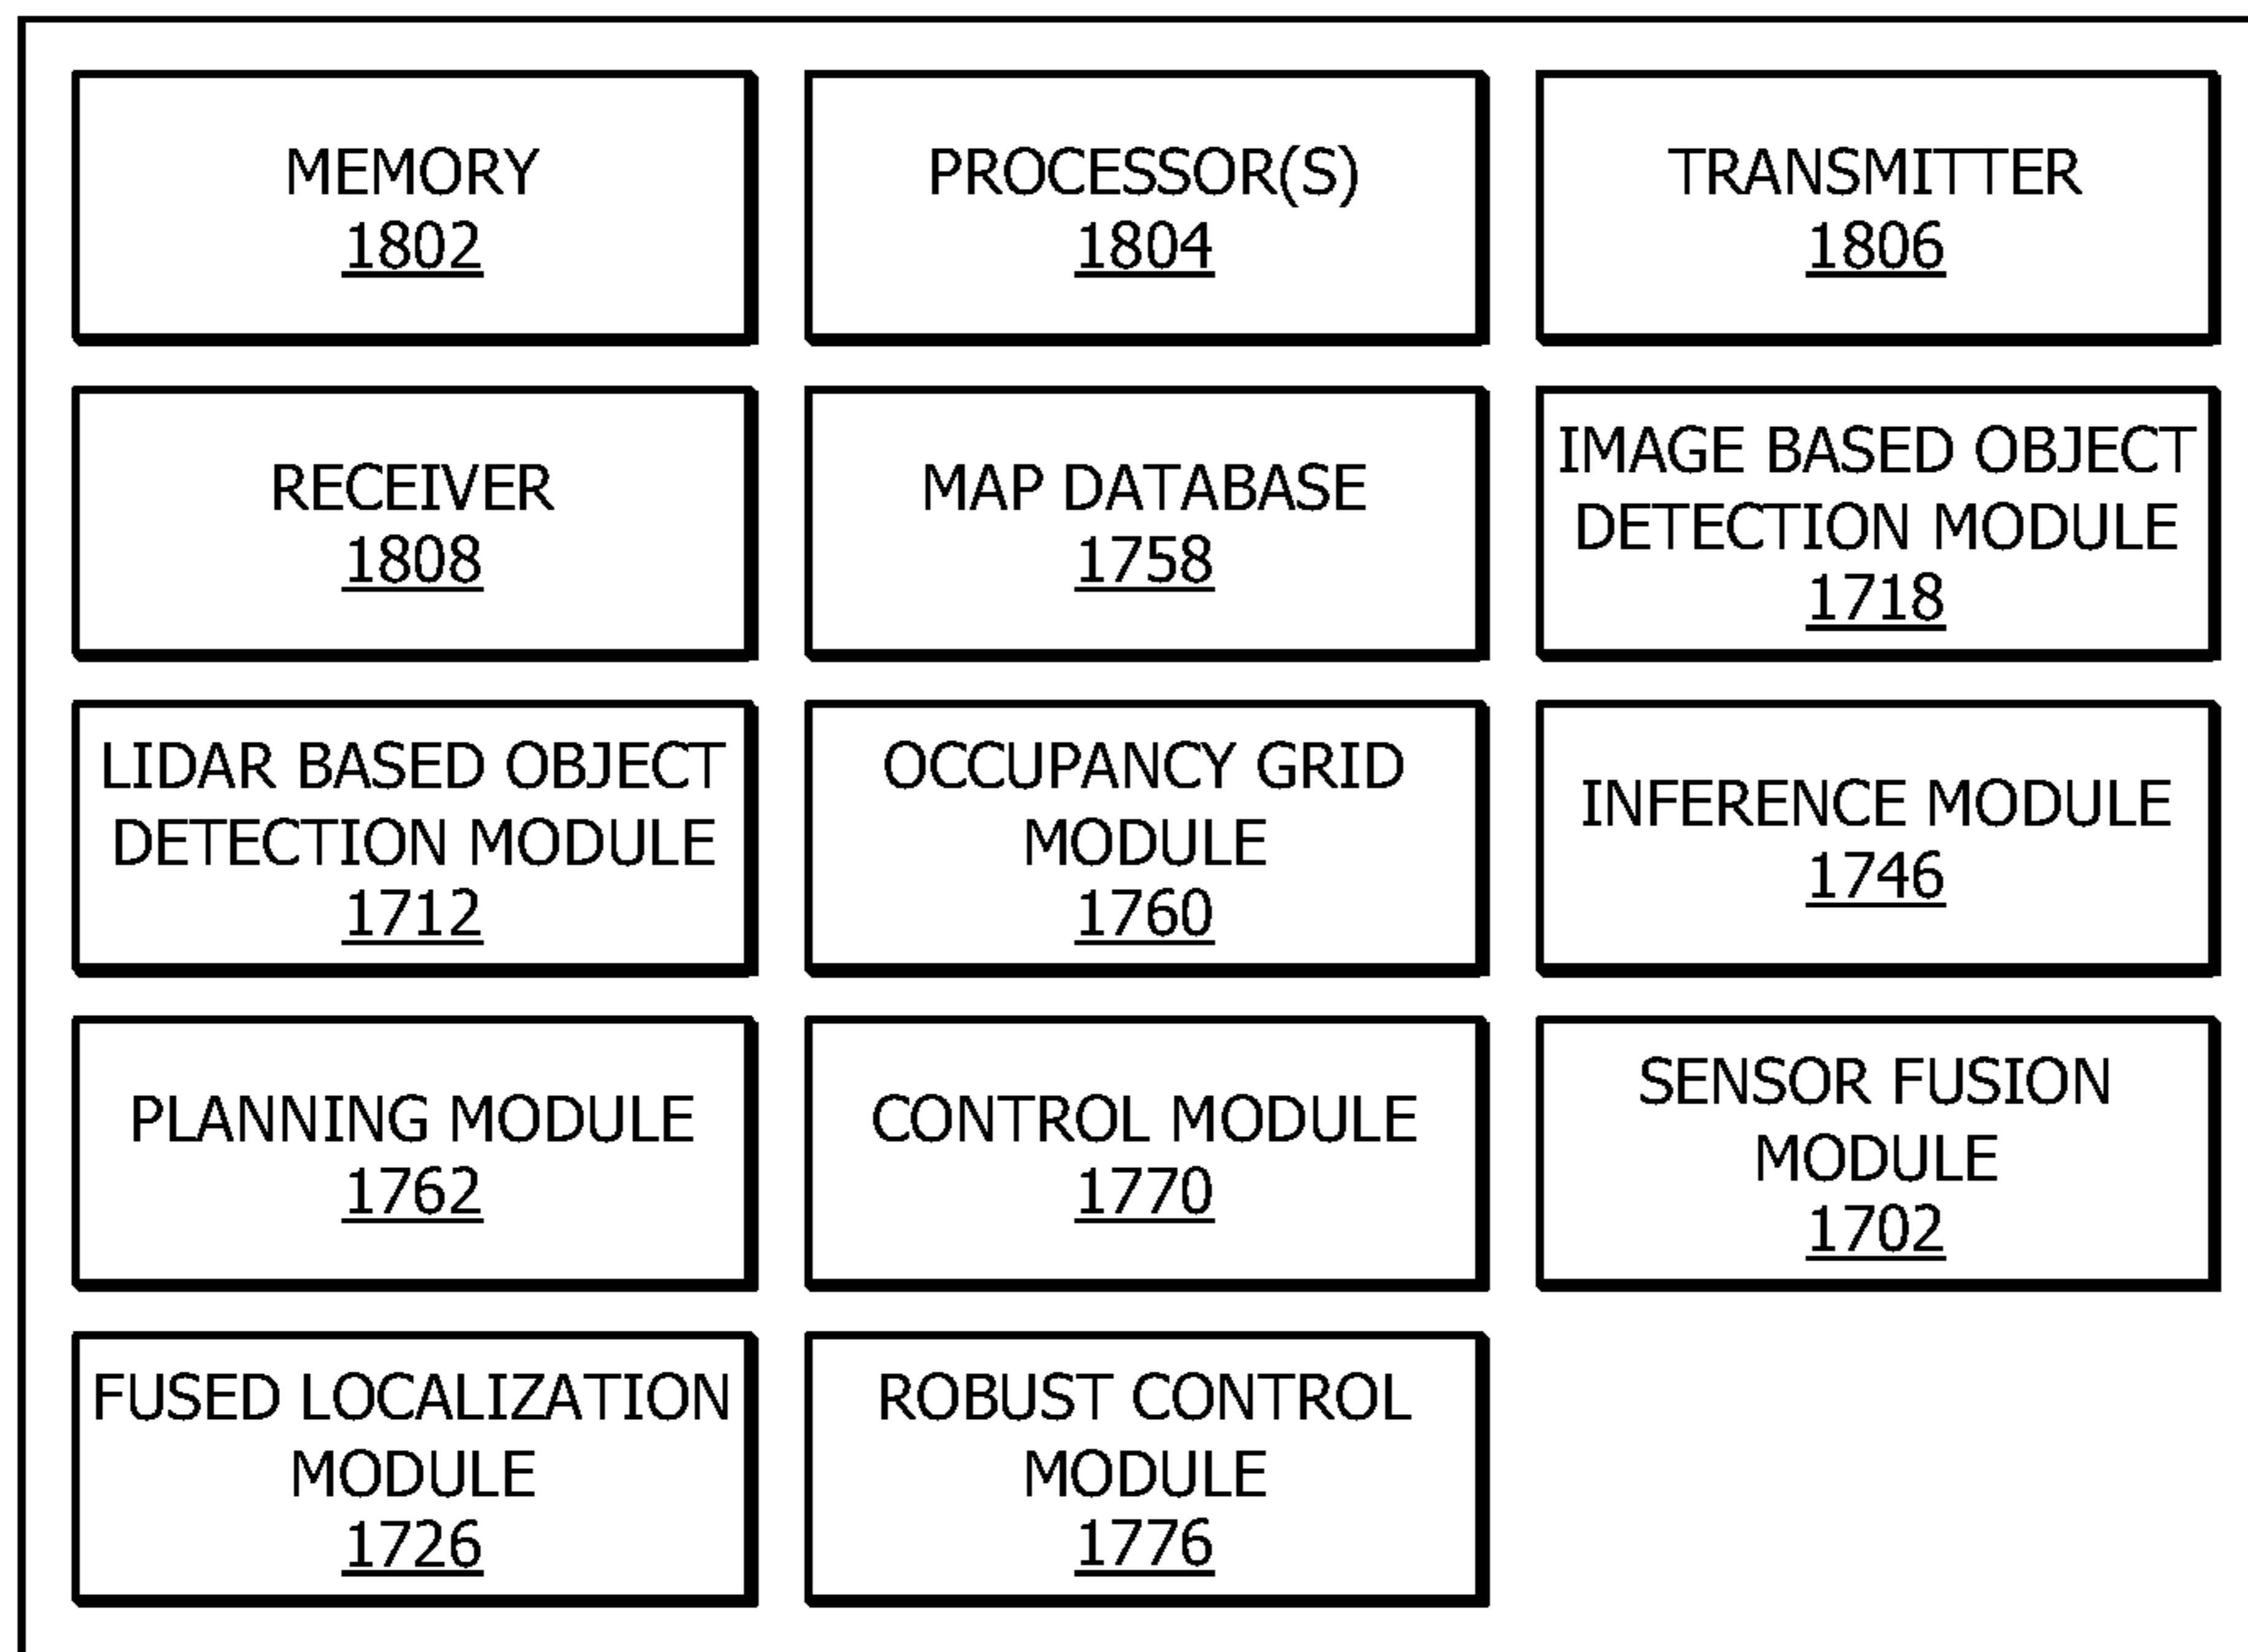 MEMORY
1802
PROCESSOR(S)
1804
TRANSMITTER
1806
RECEIVER
1808
MAP DATABASE
1758
IMAGE BASED OBJECT
DETECTION MODULE
1718
LIDAR BASED OBJECT
DETECTION MODULE
1712
OCCUPANCY GRID
MODULE
1760
INFERENCE MODULE
1746
PLANNING MODULE
1762
CONTROL MODULE
1770
SENSOR FUSION
MODULE
1702
FUSED LOCALIZATION
MODULE
1726
ROBUST CONTROL
MODULE
1776